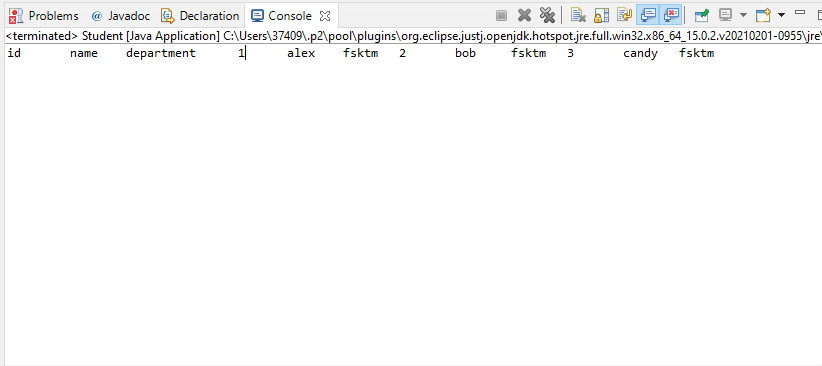 Problems @ Javadoc Declaration Console
<terminated> Student [Java Application] C:\Users\37409\.p2\pool\plugins\org.eclipse.justj.openjdk.hotspot.jre.full.win32.x86_64_15.0.2.v20210201-0955\jre\
id name department 1 alex fsktm 2 bob fsktm 3 candy fsktm